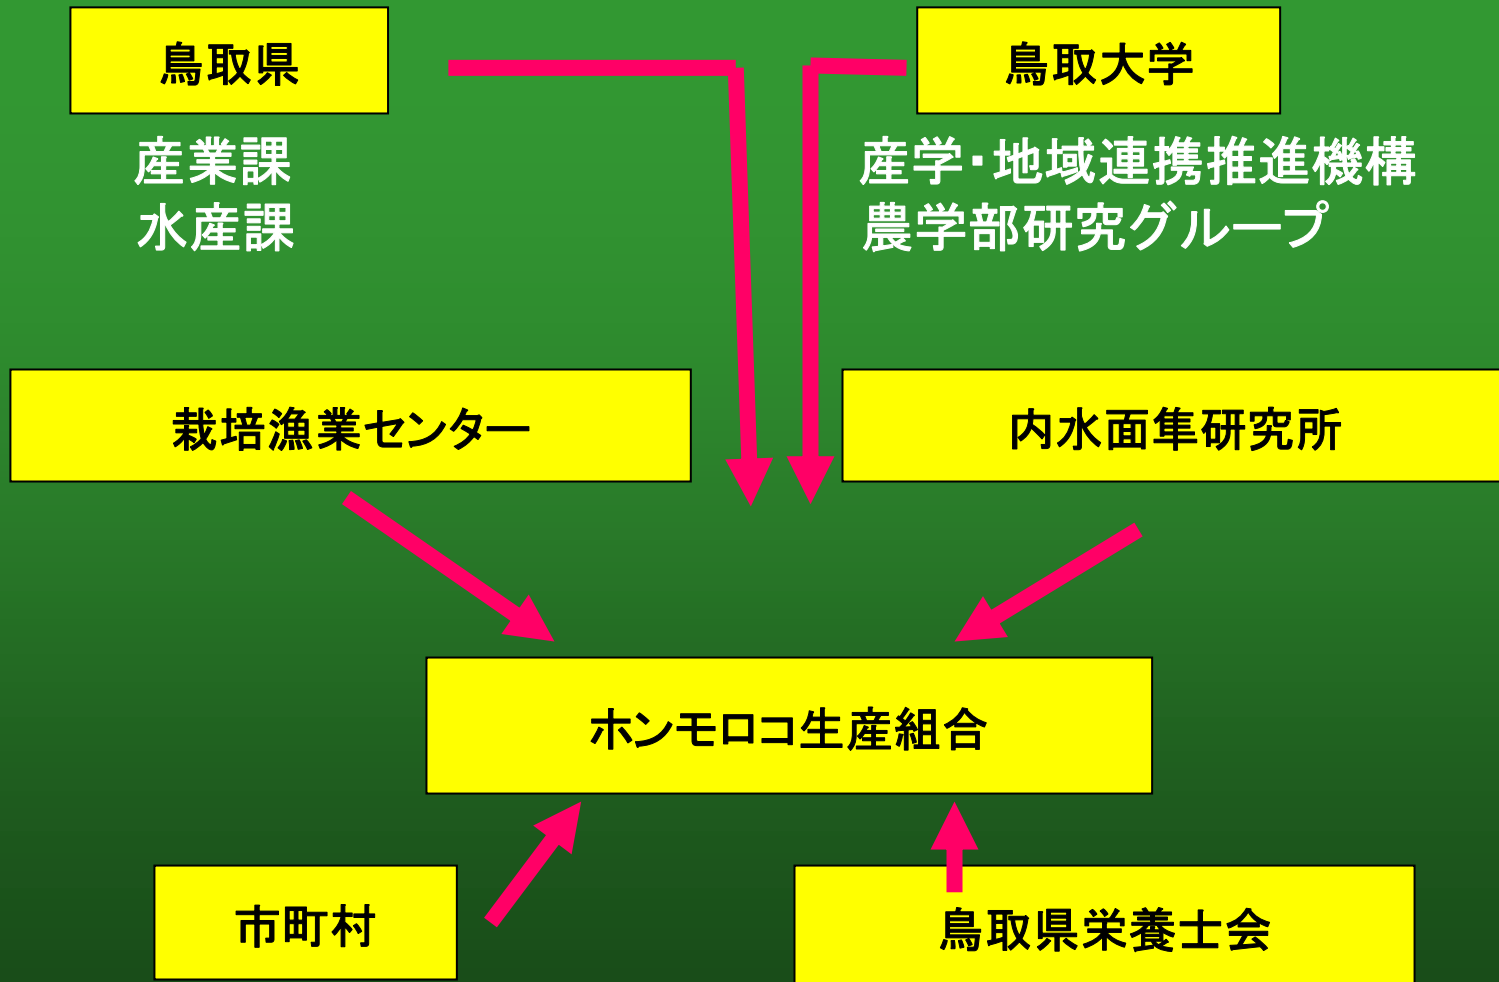 鳥取県
鳥取大学
産業課
水産課
産学・地域連携推進機構
農学部研究グループ
栽培漁業センター
内水面隼研究所
ホンモロコ生産組合
市町村
鳥取県栄養士会